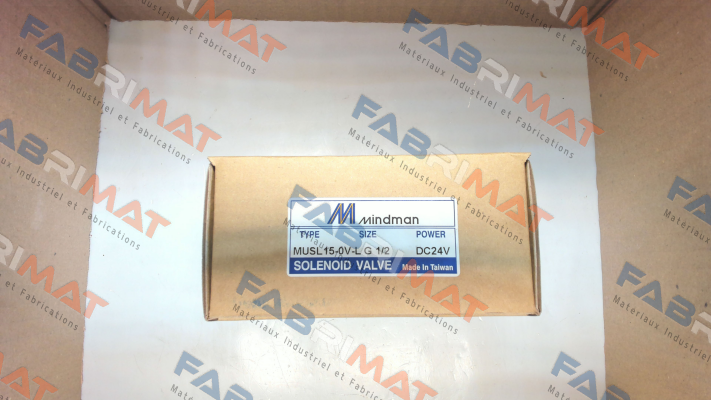 Mindman
TYPE SIZE POWER
MUSL15-0V-L G 1/2 DC24V
SOLENOID VALVE Made In Taiwan
FABRIMAT
Matériaux Industriel et Fabrications